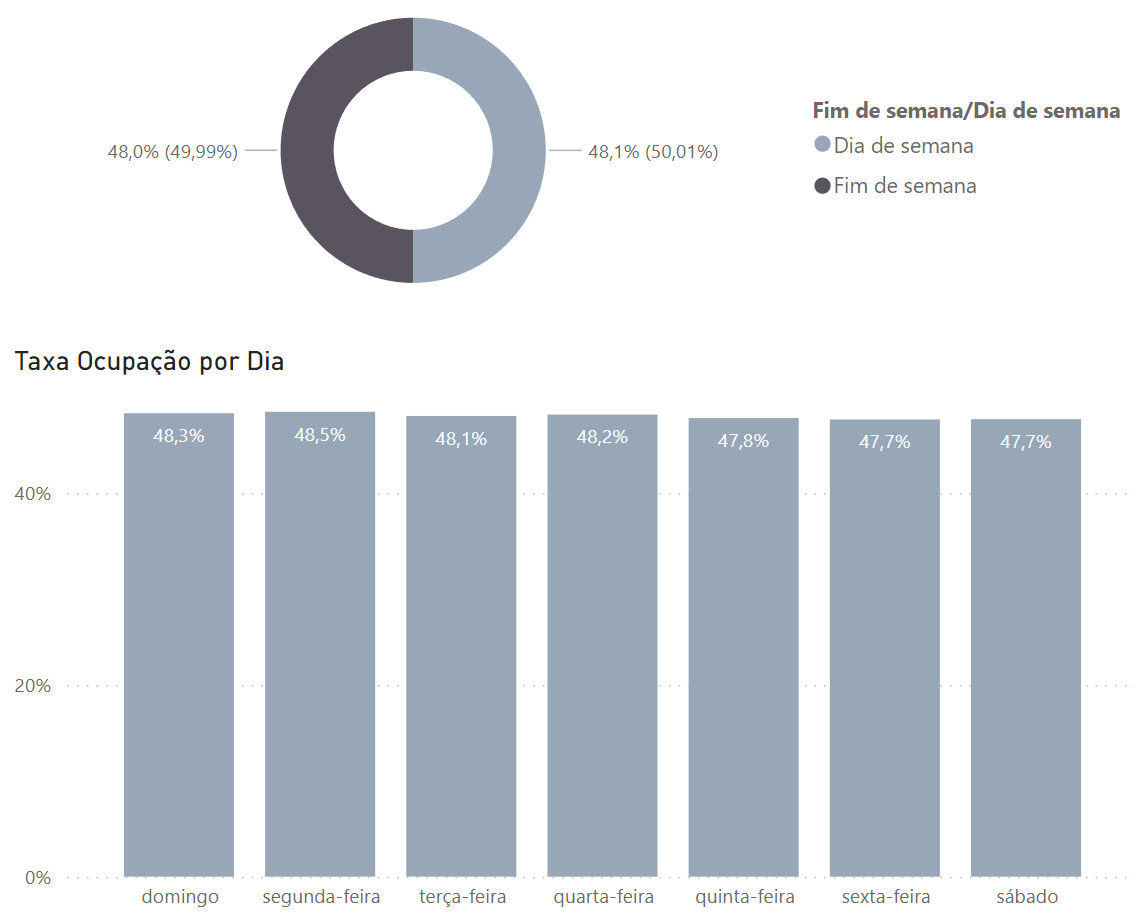 Fim de semana/Dia de semana
Dia de semana
Fim de semana
48,0% (49,99%)
48,1% (50,01%)
Taxa Ocupação por Dia
48,3%
48,5%
48,1%
48,2%
47,8%
47,7%
47,7%
40%
20%
0%
domingo
segunda-feira
terça-feira
quarta-feira
quinta-feira
sexta-feira
sábado